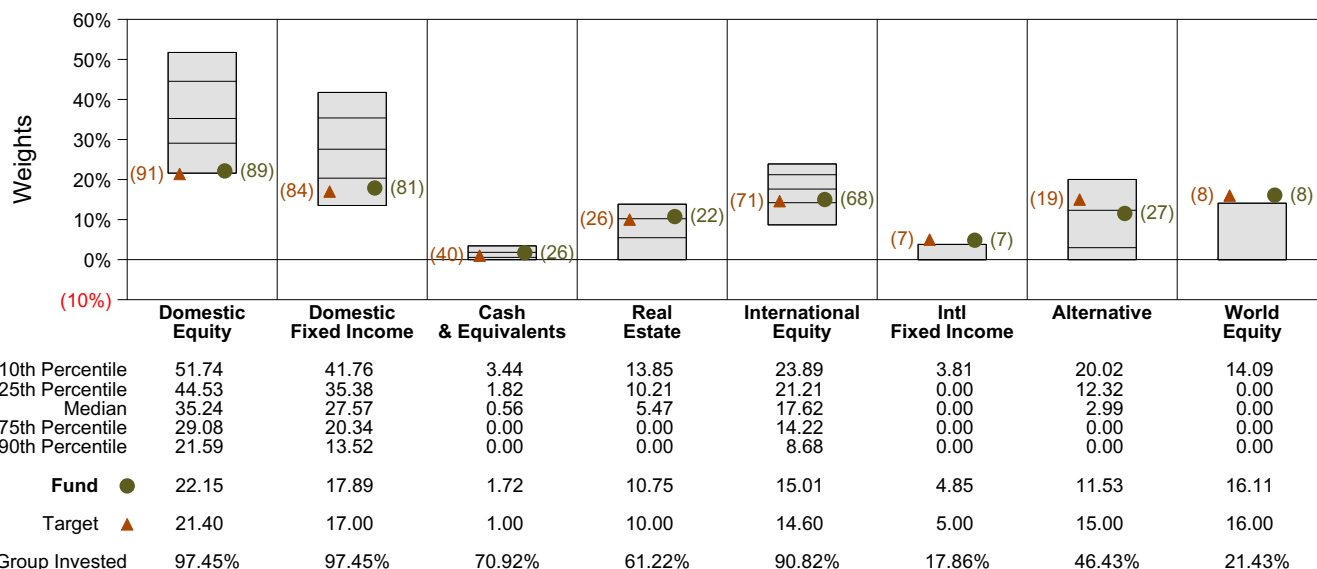 60%
50%
40%
30%
20%
10%
0%
(10%)
Weights
(91) (89)
(84) (81)
(40) (26)
(26) (22)
(71) (68)
(7) (7)
(19) (27)
(8) (8)
Domestic Equity
Domestic Fixed Income
Cash & Equivalents
Real Estate
International Equity
Intl Fixed Income
Alternative
World Equity
10th Percentile 51.74 41.76 3.44 13.85 23.89 3.81 20.02 14.09
25th Percentile 44.53 35.38 1.82 10.21 21.21 0.00 12.32 0.00
Median 35.24 27.57 0.56 5.47 17.62 0.00 2.99 0.00
75th Percentile 29.08 20.34 0.00 0.00 14.22 0.00 0.00 0.00
90th Percentile 21.59 13.52 0.00 0.00 8.68 0.00 0.00 0.00
Fund 22.15 17.89 1.72 10.75 15.01 4.85 11.53 16.11
Target 21.40 17.00 1.00 10.00 14.60 5.00 15.00 16.00
Group Invested 97.45% 97.45% 70.92% 61.22% 90.82% 17.86% 46.43% 21.43%